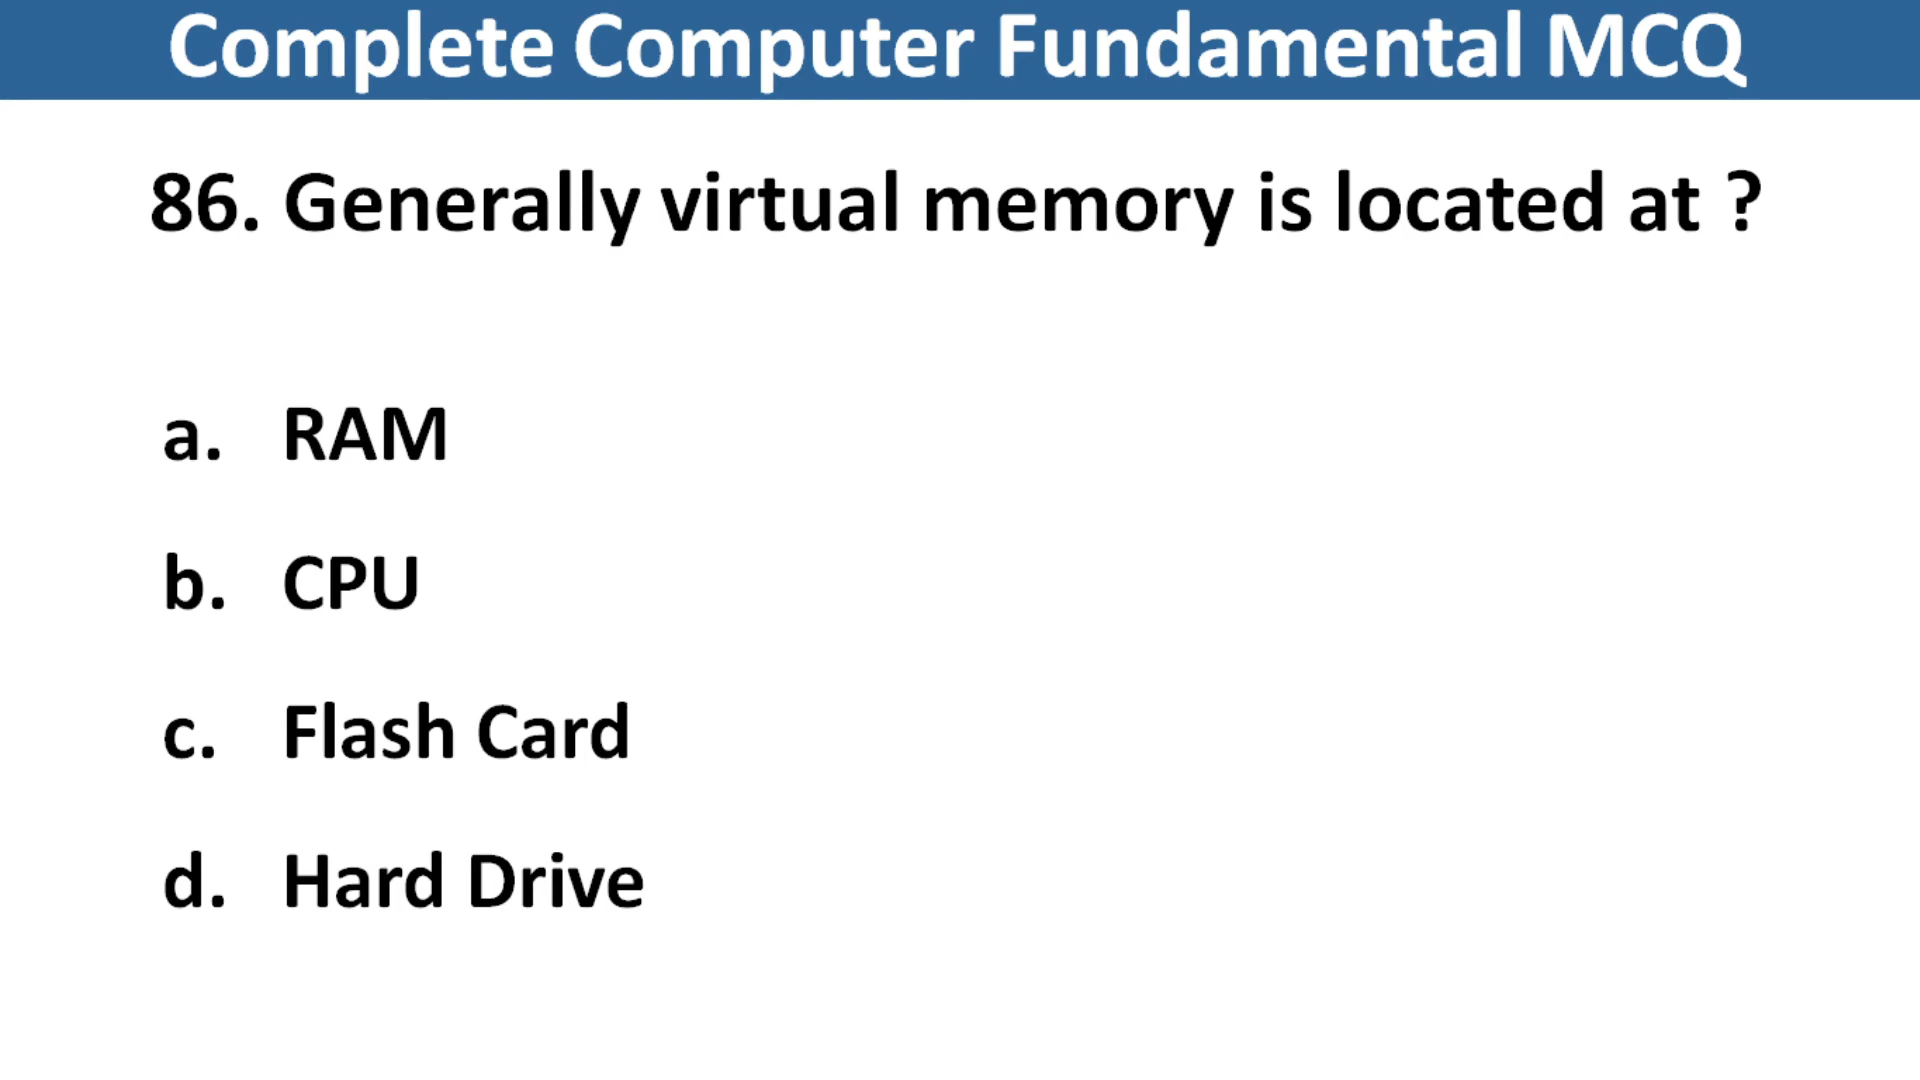 Complete Computer Fundamental MCQ
86. Generally virtual memory is located at ?
a. RAM
b. CPU
c. Flash Card
d. Hard Drive